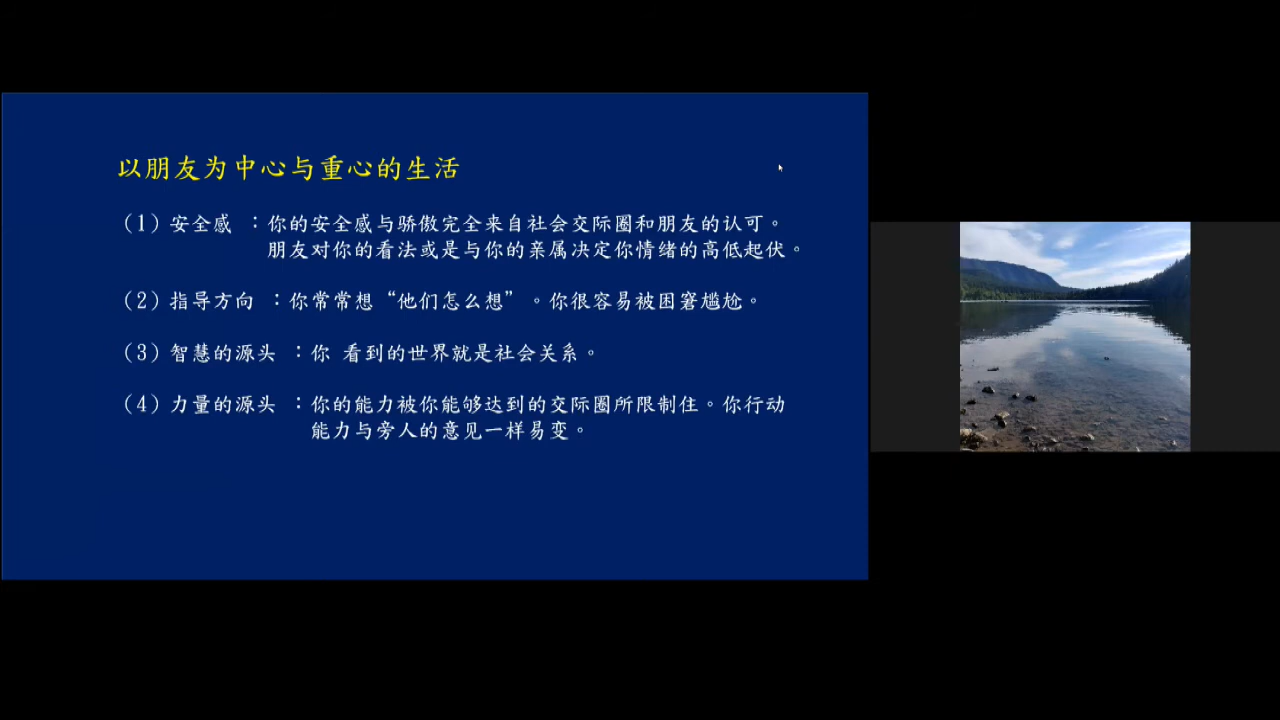 以朋友为中心与重心的生活
（1）安全感 ：你的安全感与骄傲完全来自社会交际圈和朋友的认可。
朋友对你的看法或是与你的亲属决定你情绪的高低起伏。
（2）指导方向 ：你常常想“他们怎么想”。你很容易被困窘尴尬。
（3）智慧的源头 ：你 看到的世界就是社会关系。
（4）力量的源头 ：你的能力被你能够达到的交际圈所限制住。你行动
能力与旁人的意见一样易变。